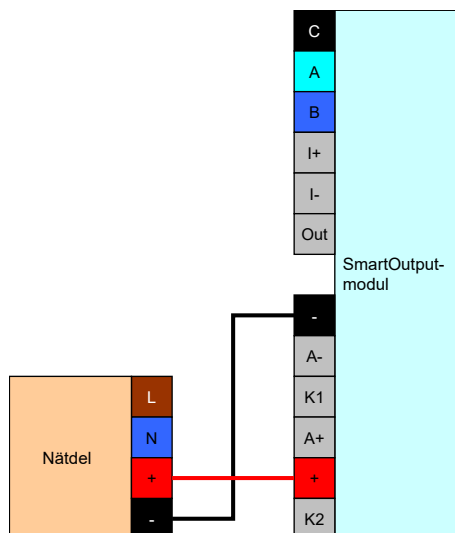 C
A
B
I+
I-
Out
SmartOutput-
modul
-
A-
K1
A+
+
K2
Nätdel
L
N
+
-